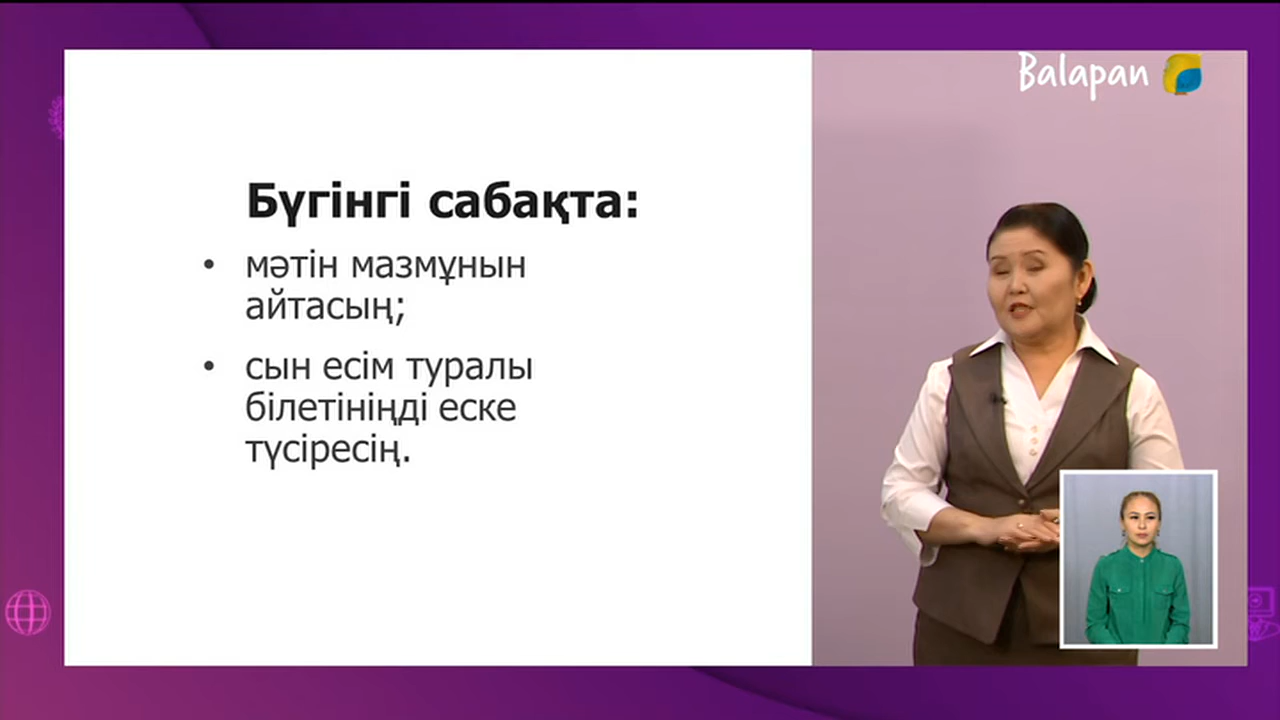 Balapan
Бүгінгі сабақта:
• мәтін мазмұнын
айтасың;
• сын есім туралы
білетініңді еске
түсіресің.